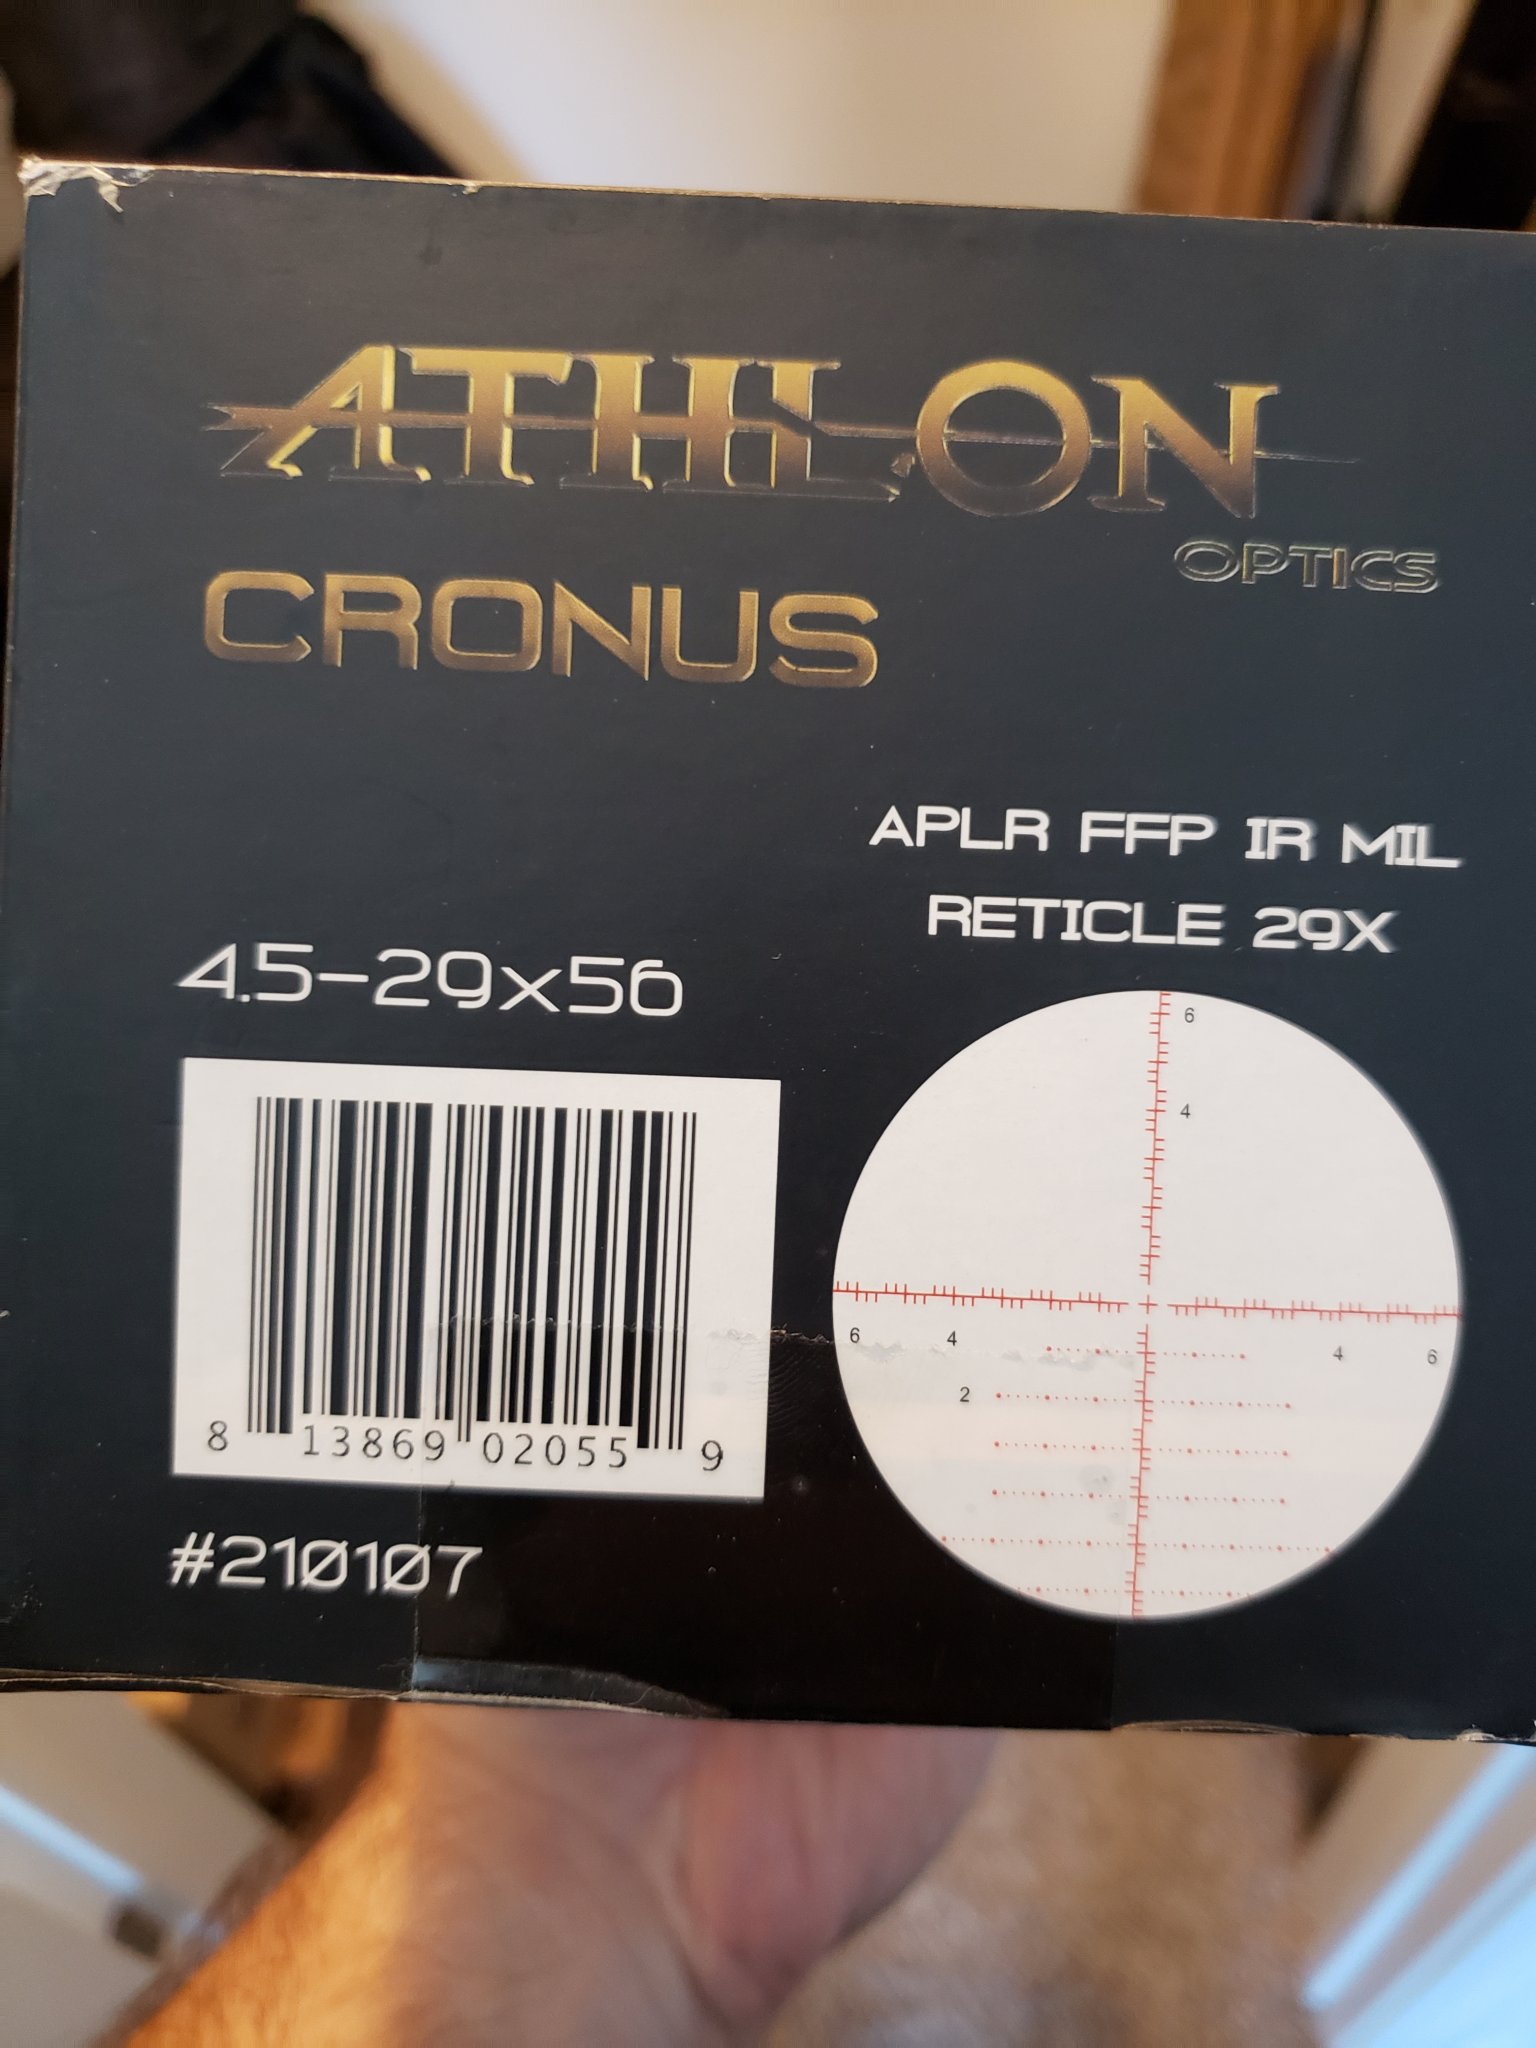 ATHLON
OPTICS
CRONUS
APLR FFP IR MIL
RETICLE 29X
4.5-29x56
6
4
6 4 4 6
2
8 13869 02055 9
#210107